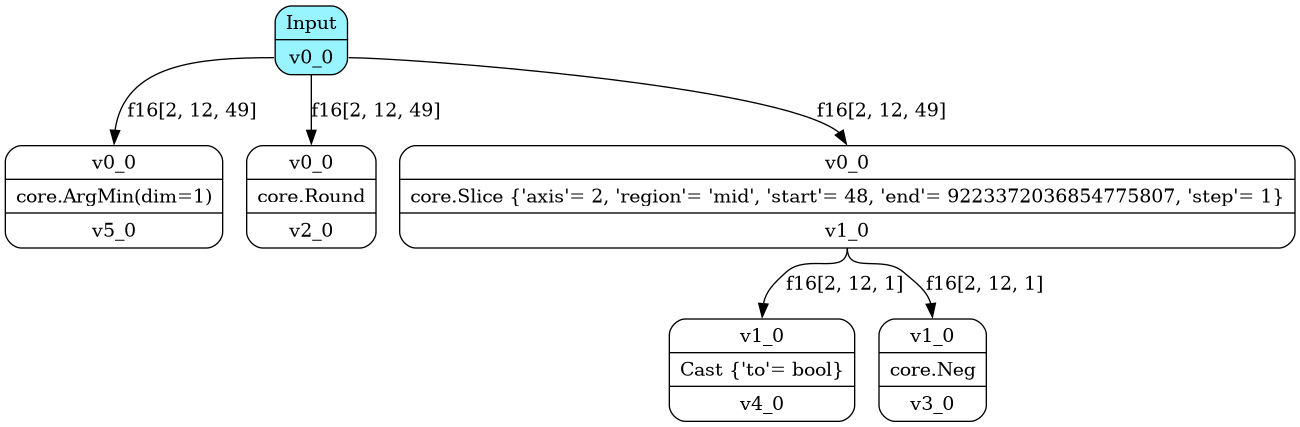 Input
v0_0
f16[2, 12, 49]
f16[2, 12, 49]
f16[2, 12, 49]
v0_0
core.ArgMin(dim=1)
v5_0
v0_0
core.Round
v2_0
v0_0
core.Slice {'axis'= 2, 'region'= 'mid', 'start'= 48, 'end'= 9223372036854775807, 'step'= 1}
v1_0
f16[2, 12, 1]
f16[2, 12, 1]
v1_0
Cast {'to'= bool}
v4_0
v1_0
core.Neg
v3_0